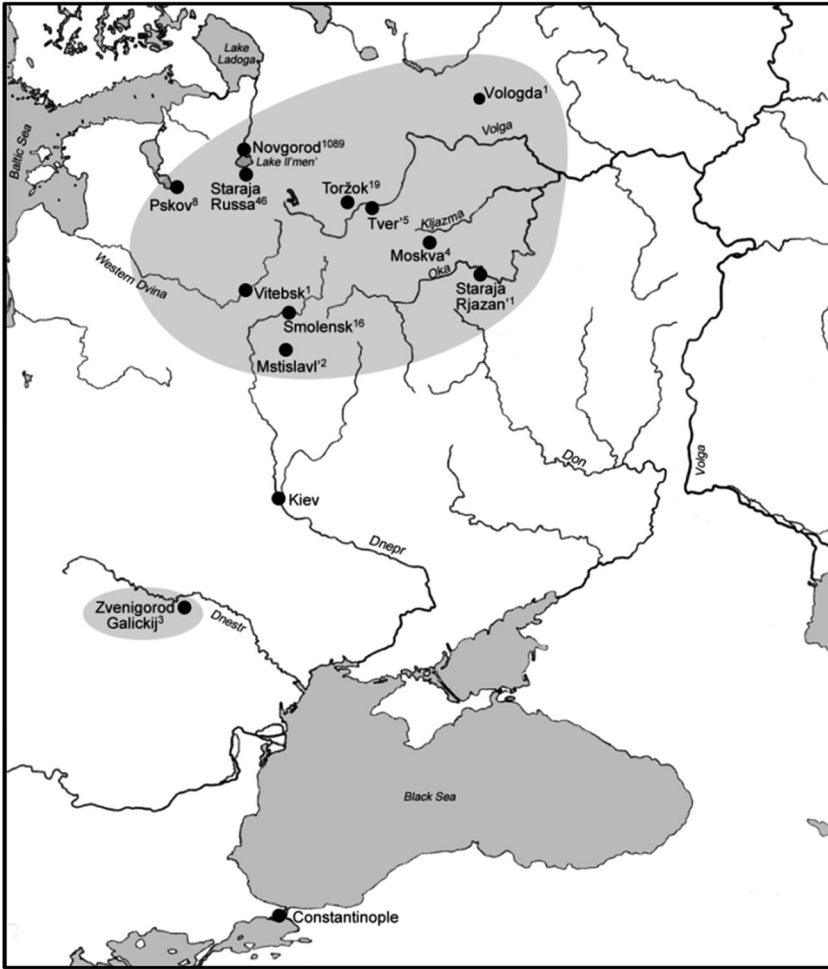 Lake
Ladoga
Baltic Sea
Vologda¹
Volga
Novgorod¹⁰⁸⁹
Lake Il'men'
Staraja
Russa⁴⁶
Pskov⁸
Toržok¹⁹
Tver'⁵
Kljazma
Moskva⁴
Oka
Staraja
Rjazan'¹
Western Dvina
Vitebsk¹
Smolensk¹⁶
Mstislavl'²
Don
Volga
Kiev
Dnepr
Zvenigorod
Galickij³
Dnestr
Black Sea
Constantinople